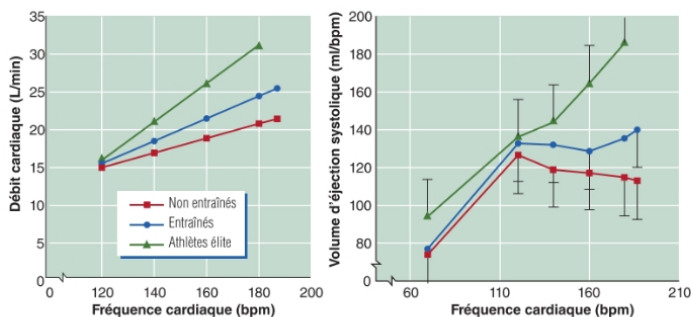 Débit cardiaque (L/min)
35
30
25
20
15
10
5
0
Non entraînés
Entraînés
Athlètes élite
0 120 140 160 180 200
Fréquence cardiaque (bpm)
Volume d'éjection systolique (ml/bpm)
200
180
160
140
120
100
80
0
60 110 160 210
Fréquence cardiaque (bpm)